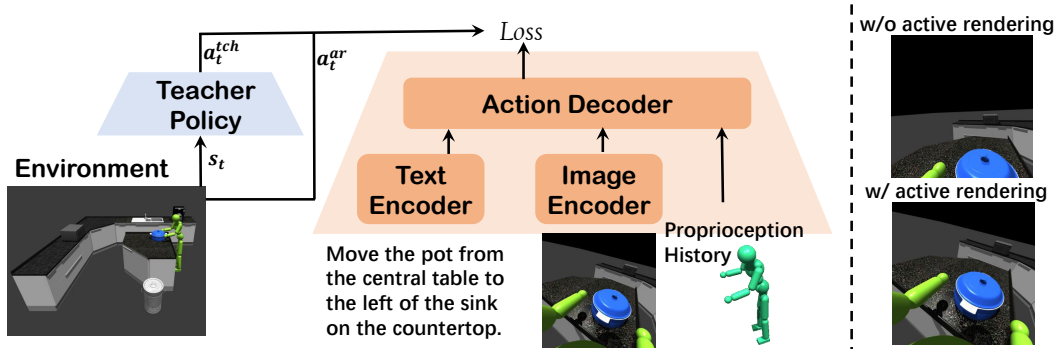 Loss
a_t^{tch}
a_t^{ar}
Teacher
Policy
s_t
Environment
Action Decoder
Text
Encoder
Image
Encoder
Move the pot from
the central table to
the left of the sink
on the countertop.
Proprioception
History
w/o active rendering
w/ active rendering